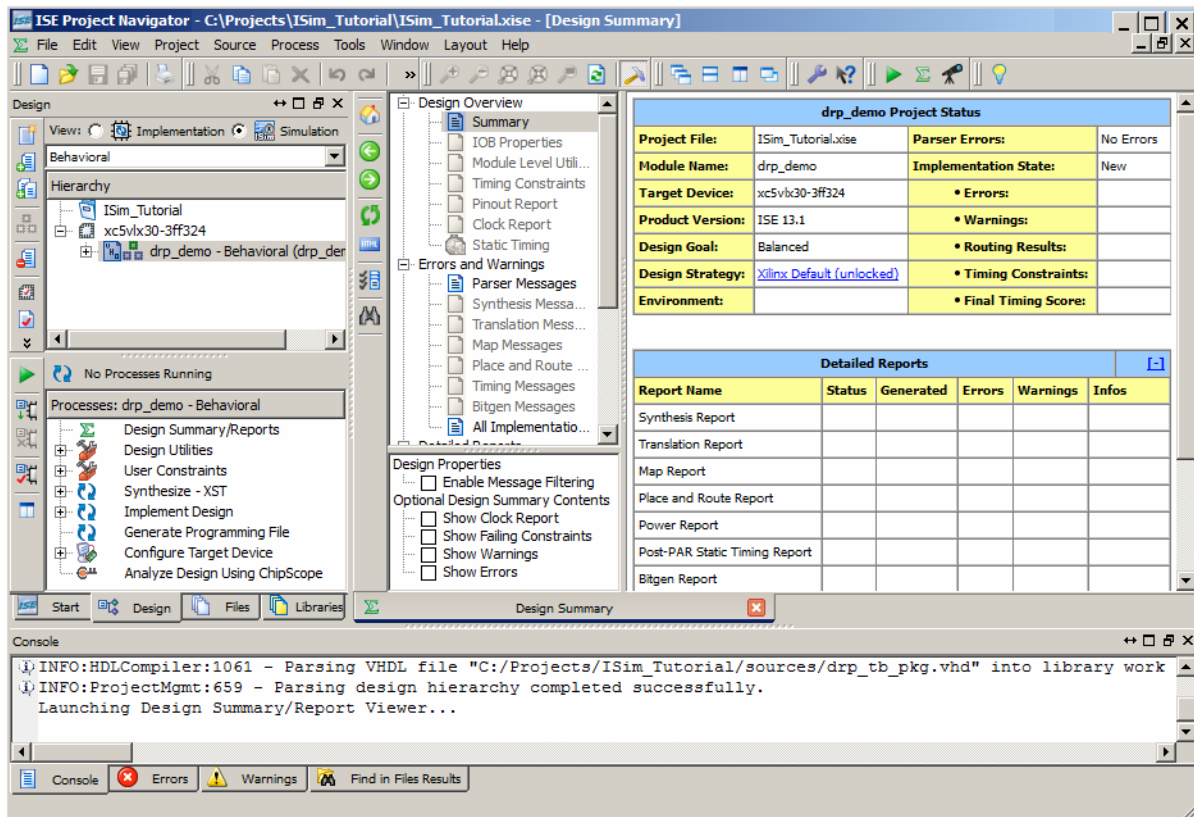 ISE Project Navigator - C:\Projects\ISim_Tutorial\ISim_Tutorial.xise - [Design Summary]
File Edit View Project Source Process Tools Window Layout Help
Design
View: Implementation Simulation
Behavioral
Hierarchy
ISim_Tutorial
xc5vlx30-3ff324
drp_demo - Behavioral (drp_der
No Processes Running
Processes: drp_demo - Behavioral
Design Summary/Reports
Design Utilities
User Constraints
Synthesize - XST
Implement Design
Generate Programming File
Configure Target Device
Analyze Design Using ChipScope
Start Design Files Libraries
Design Overview
Summary
IOB Properties
Module Level Utili...
Timing Constraints
Pinout Report
Clock Report
Static Timing
Errors and Warnings
Parser Messages
Synthesis Messa...
Translation Mess...
Map Messages
Place and Route ...
Timing Messages
Bitgen Messages
All Implementatio...
Detailed Reports
Design Properties
Enable Message Filtering
Optional Design Summary Contents
Show Clock Report
Show Failing Constraints
Show Warnings
Show Errors
drp_demo Project Status
Project File: ISim_Tutorial.xise Parser Errors: No Errors
Module Name: drp_demo Implementation State: New
Target Device: xc5vlx30-3ff324 • Errors:
Product Version: ISE 13.1 • Warnings:
Design Goal: Balanced • Routing Results:
Design Strategy: Xilinx Default (unlocked) • Timing Constraints:
Environment: • Final Timing Score:
Detailed Reports [-]
Report Name Status Generated Errors Warnings Infos
Synthesis Report
Translation Report
Map Report
Place and Route Report
Power Report
Post-PAR Static Timing Report
Bitgen Report
Design Summary
Console
INFO:HDLCompiler:1061 - Parsing VHDL file "C:/Projects/ISim_Tutorial/sources/drp_tb_pkg.vhd" into library work
INFO:ProjectMgmt:659 - Parsing design hierarchy completed successfully.
Launching Design Summary/Report Viewer...
Console Errors Warnings Find in Files Results